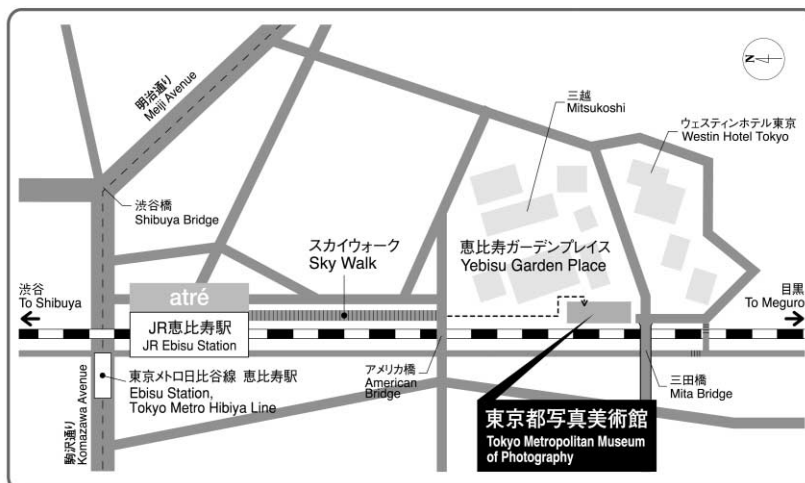 明治通り
Meiji Avenue
N
三越
Mitsukoshi
ウェスティンホテル東京
Westin Hotel Tokyo
渋谷橋
Shibuya Bridge
スカイウォーク
Sky Walk
恵比寿ガーデンプレイス
Yebisu Garden Place
渋谷
To Shibuya
atré
目黒
To Meguro
JR恵比寿駅
JR Ebisu Station
東京メトロ日比谷線 恵比寿駅
Ebisu Station,
Tokyo Metro Hibiya Line
アメリカ橋
American
Bridge
三田橋
Mita Bridge
駒沢通り
Komazawa Avenue
東京都写真美術館
Tokyo Metropolitan Museum
of Photography